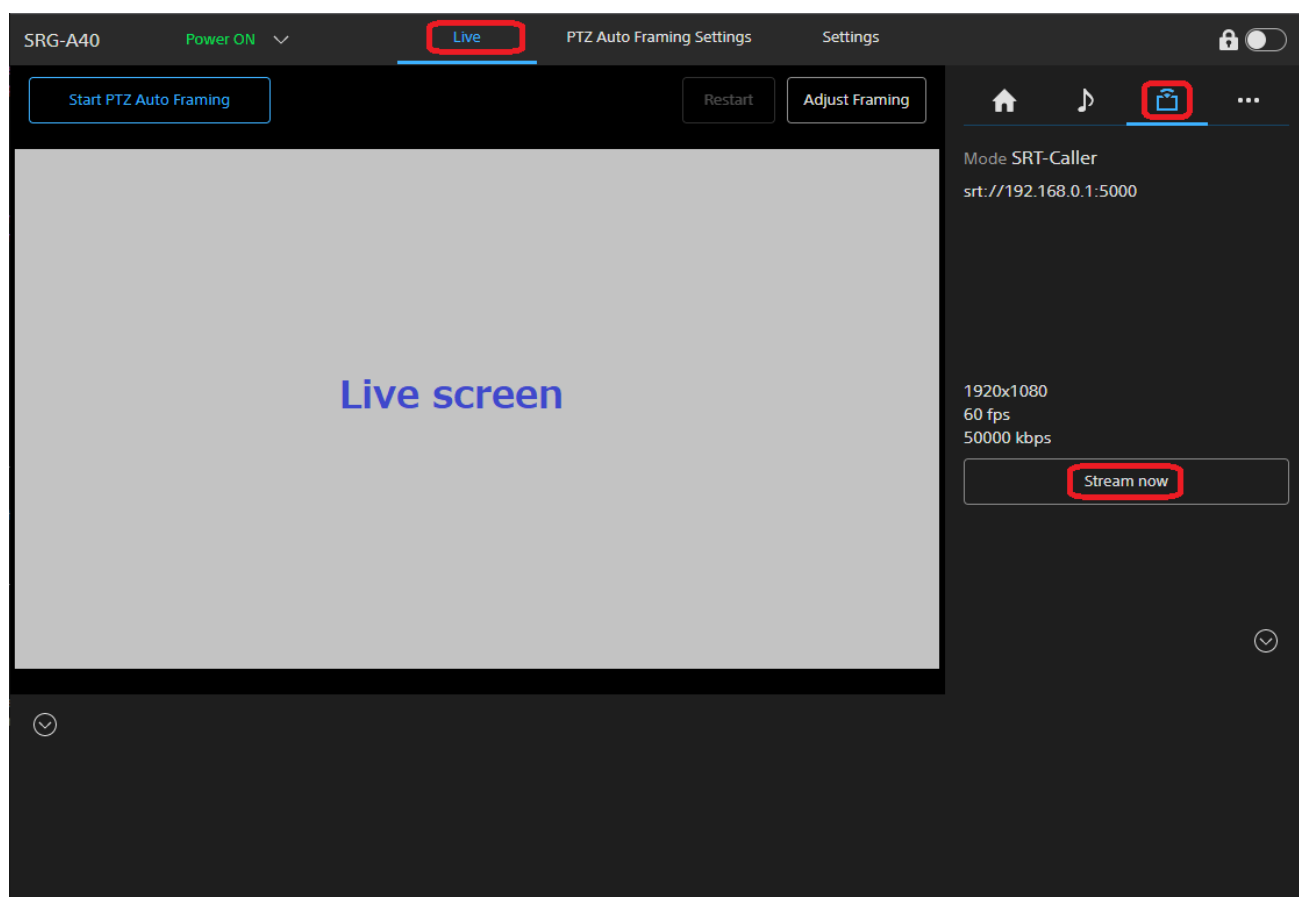 SRG-A40 Power ON Live PTZ Auto Framing Settings Settings
Start PTZ Auto Framing Restart Adjust Framing
Mode SRT-Caller
srt://192.168.0.1:5000
Live screen
1920x1080
60 fps
50000 kbps
Stream now